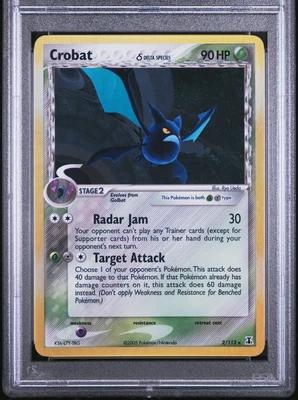 Crobat δ DELTA SPECIES 90 HP
Illus. Ryo Ueda
STAGE 2 Evolves from Golbat This Pokémon is both type
Radar Jam 30
Your opponent can't play any Trainer cards (except for
Supporter cards) from his or her hand during your
opponent's next turn.
Target Attack
Choose 1 of your opponent's Pokémon. This attack does
40 damage to that Pokémon. If that Pokémon already has
damage counters on it, this attack does 60 damage
instead. (Don't apply Weakness and Resistance for Benched
Pokémon.)
weakness resistance retreat cost
©2005 Pokémon/Nintendo 2/113 ★